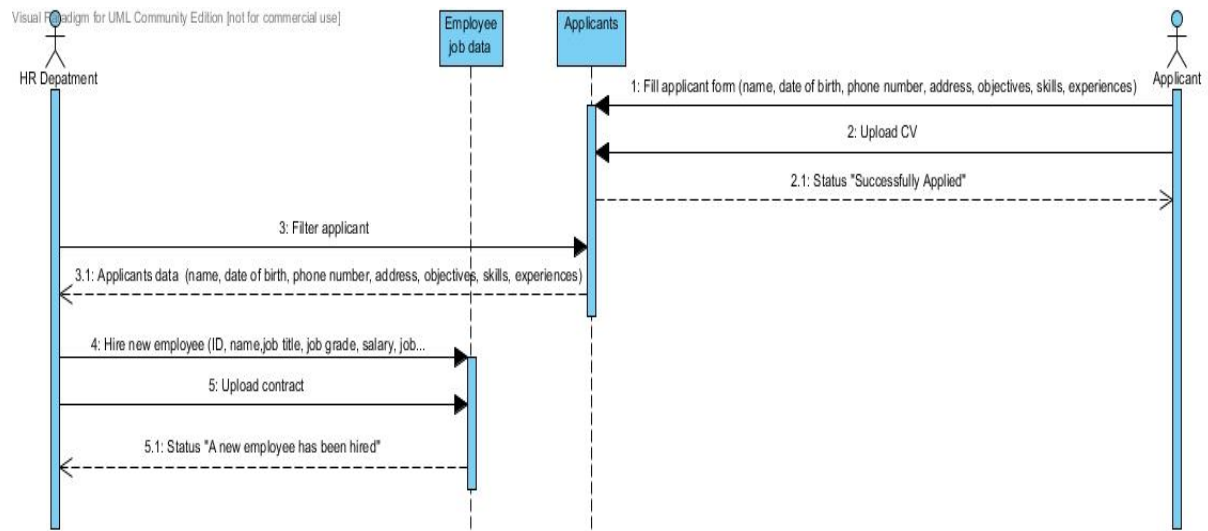 Visual Paradigm for UML Community Edition [not for commercial use]
HR Depatment
Employee
job data
Applicants
Applicant
1: Fill applicant form (name, date of birth, phone number, address, objectives, skills, experiences)
2: Upload CV
2.1: Status "Successfully Applied"
3: Filter applicant
3.1: Applicants data (name, date of birth, phone number, address, objectives, skills, experiences)
4: Hire new employee (ID, name,job title, job grade, salary, job...
5: Upload contract
5.1: Status "A new employee has been hired"